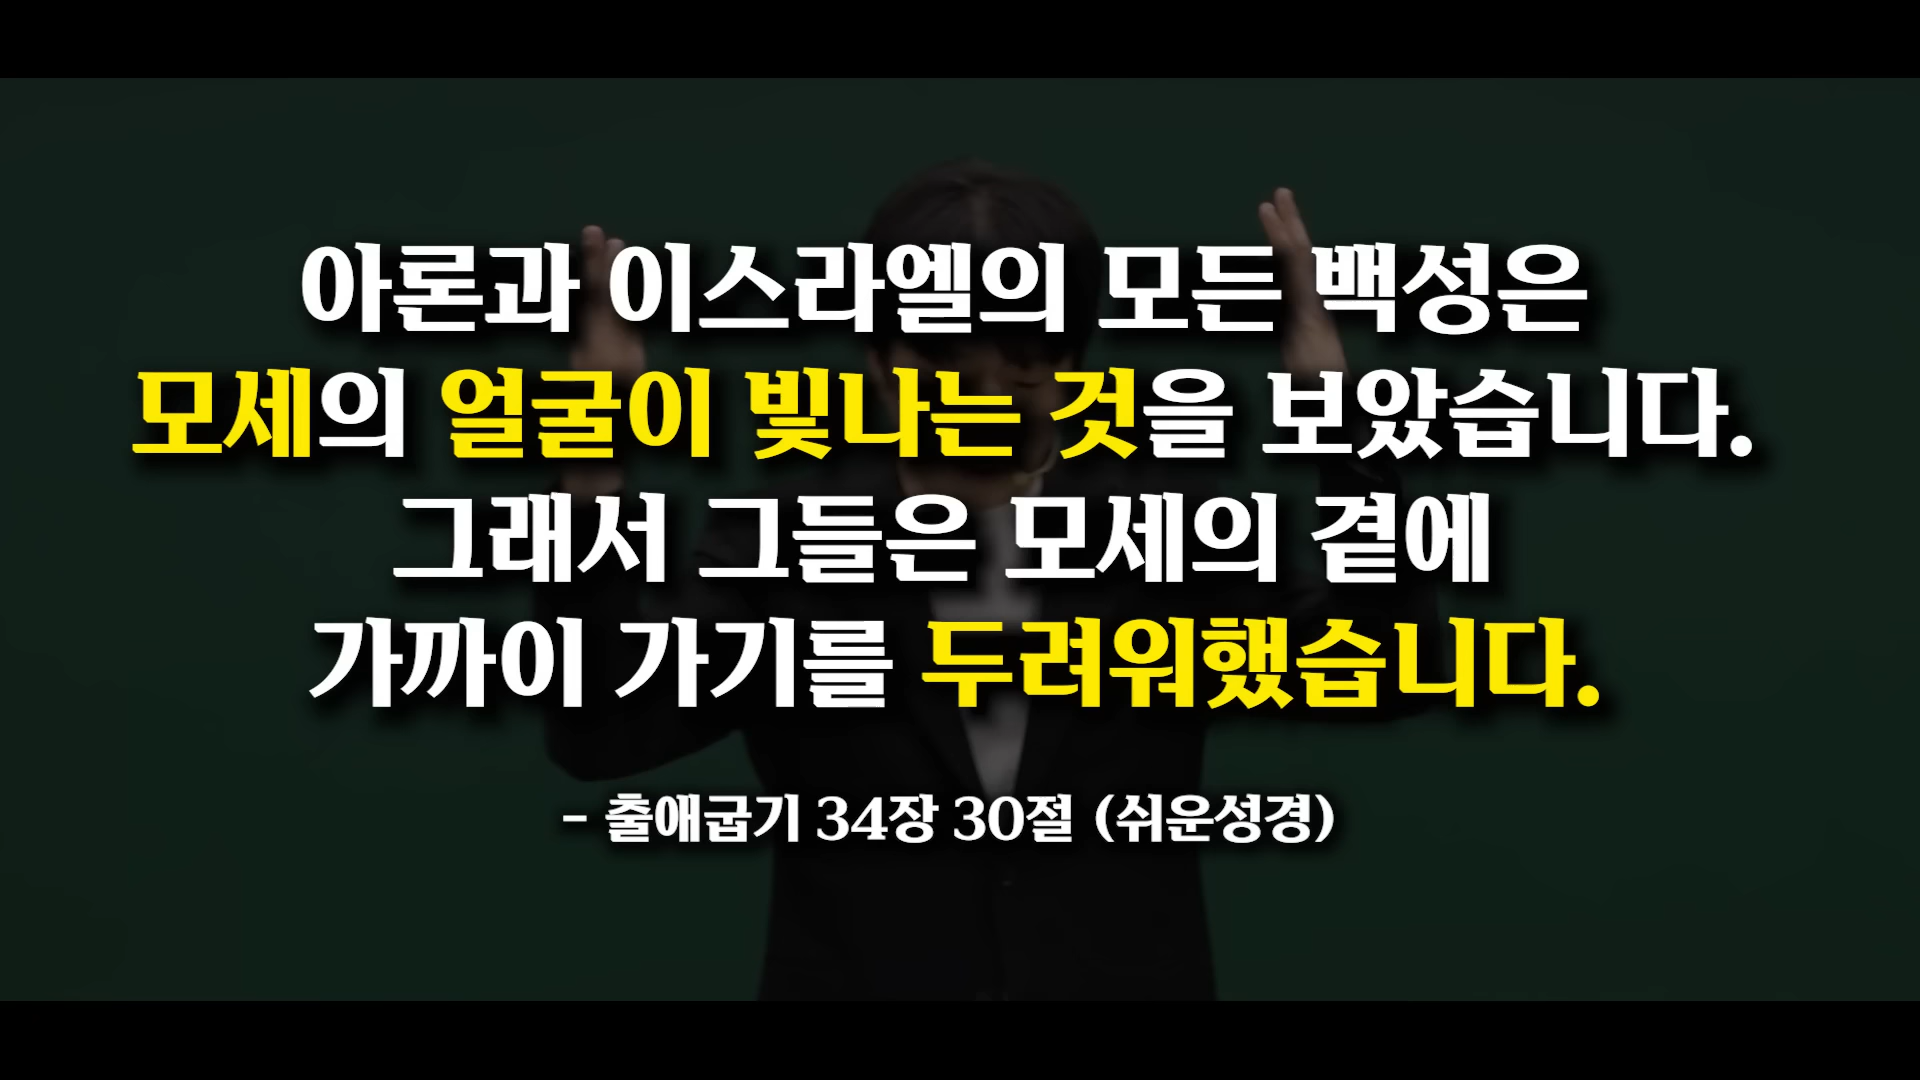 아론과 이스라엘의 모든 백성은
모세의 얼굴이 빛나는 것을 보았습니다.
그래서 그들은 모세의 곁에
가까이 가기를 두려워했습니다.
- 출애굽기 34장 30절 (쉬운성경)